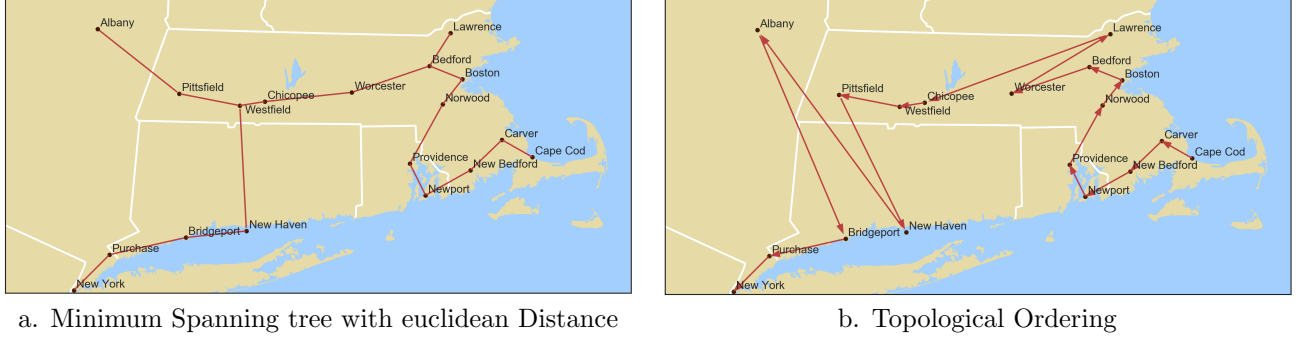 Albany
Lawrence
Bedford
Boston
Pittsfield
Worcester
Chicopee
Westfield
Norwood
Carver
Cape Cod
Providence
New Bedford
Newport
New Haven
Bridgeport
Purchase
New York
a. Minimum Spanning tree with euclidean Distance
Albany
Lawrence
Bedford
Boston
Pittsfield
Worcester
Chicopee
Westfield
Norwood
Carver
Cape Cod
Providence
New Bedford
Newport
New Haven
Bridgeport
Purchase
New York
b. Topological Ordering